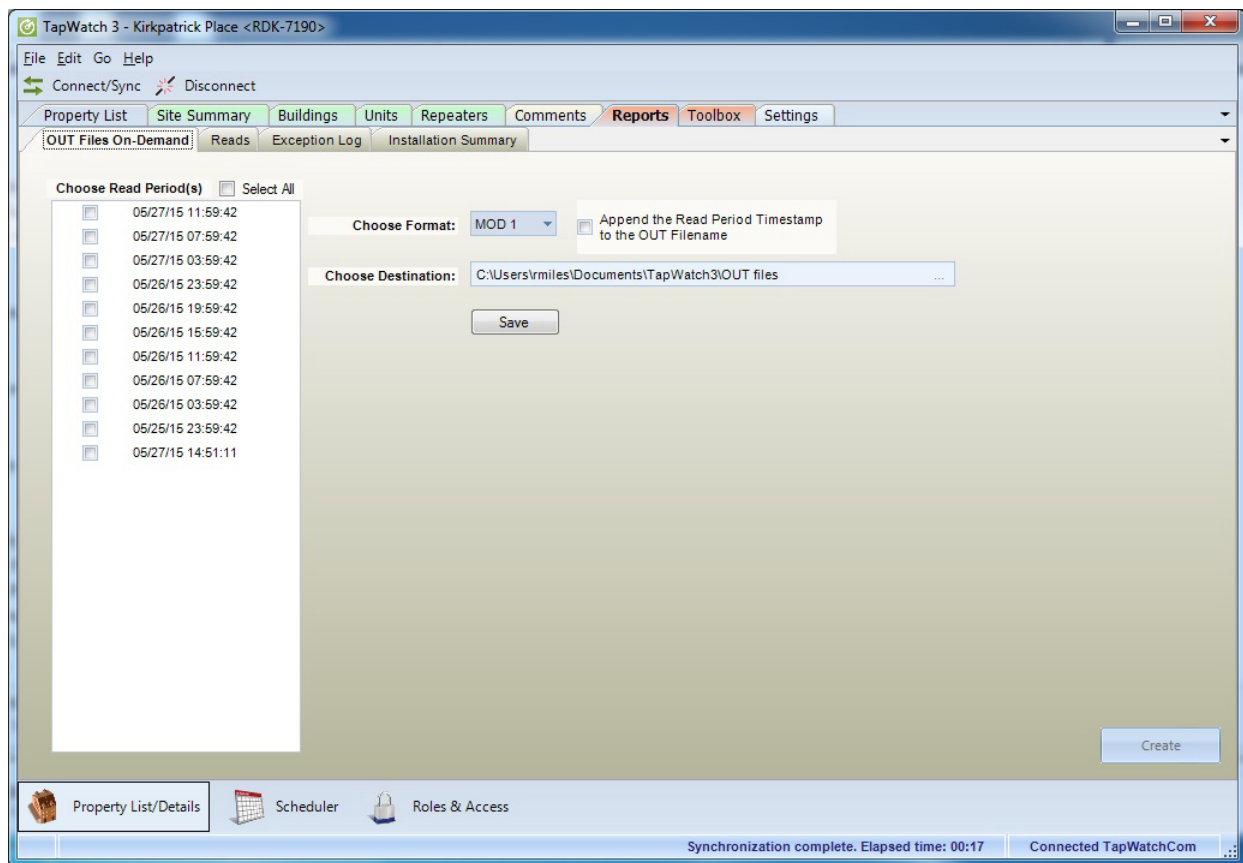 TapWatch 3 - Kirkpatrick Place <RDK-7190>
File Edit Go Help
Connect/Sync Disconnect
Property List Site Summary Buildings Units Repeaters Comments Reports Toolbox Settings
OUT Files On-Demand Reads Exception Log Installation Summary
Choose Read Period(s) Select All
05/27/15 11:59:42
05/27/15 07:59:42
05/27/15 03:59:42
05/26/15 23:59:42
05/26/15 19:59:42
05/26/15 15:59:42
05/26/15 11:59:42
05/26/15 07:59:42
05/26/15 03:59:42
05/25/15 23:59:42
05/27/15 14:51:11
Choose Format: MOD 1
Append the Read Period Timestamp
to the OUT Filename
Choose Destination: C:\Users\rmiles\Documents\TapWatch3\OUT files ...
Save
Create
Property List/Details Scheduler Roles & Access
Synchronization complete. Elapsed time: 00:17 Connected TapWatchCom